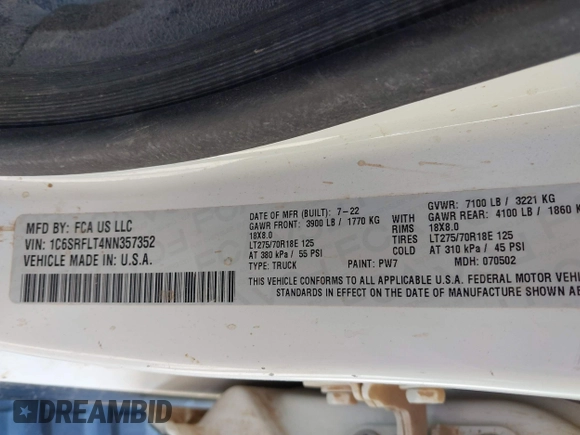 MFD BY: FCA US LLC
VIN: 1C6SRFLT4NN357352
VEHICLE MADE IN: U.S.A.
DATE OF MFR (BUILT): 7-22
GAWR FRONT: 3900 LB / 1770 KG
18X8.0
LT275/70R18E 125
AT 380 kPa / 55 PSI
TYPE: TRUCK
PAINT: PW7
WITH
RIMS
TIRES
COLD
GVWR: 7100 LB / 3221 KG
GAWR REAR: 4100 LB / 1860 K
18X8.0
LT275/70R18E 125
AT 310 kPa / 45 PSI
MDH: 070502
THIS VEHICLE CONFORMS TO ALL APPLICABLE U.S.A. FEDERAL MOTOR VEHIC
STANDARDS IN EFFECT ON THE DATE OF MANUFACTURE SHOWN AB
DREAMBID